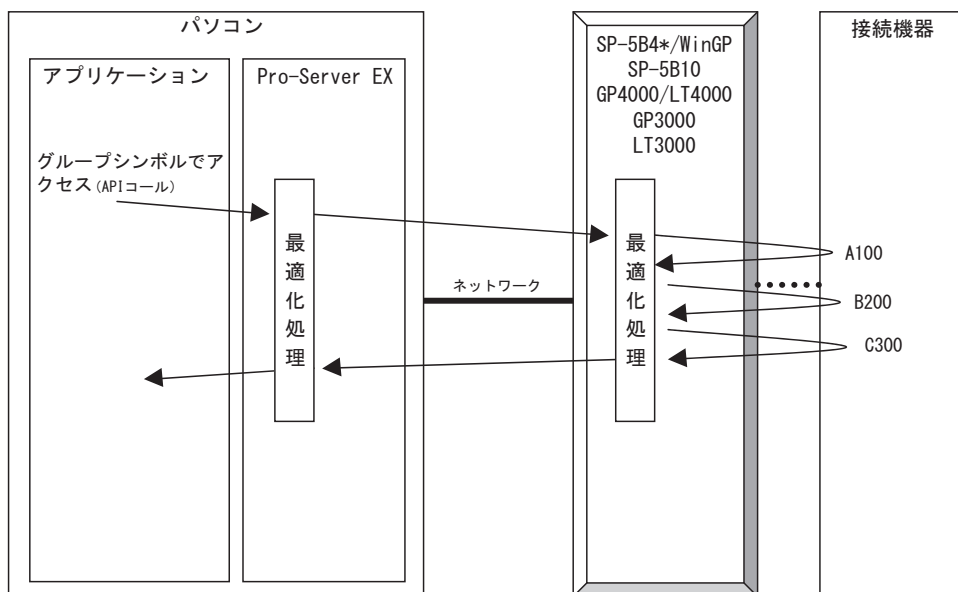 パソコン
アプリケーション
Pro-Server EX
グループシンボルでア
クセス(APIコール)
最適化処理
ネットワーク
SP-5B4*/WinGP
SP-5B10
GP4000/LT4000
GP3000
LT3000
最適化処理
接続機器
A100
B200
C300